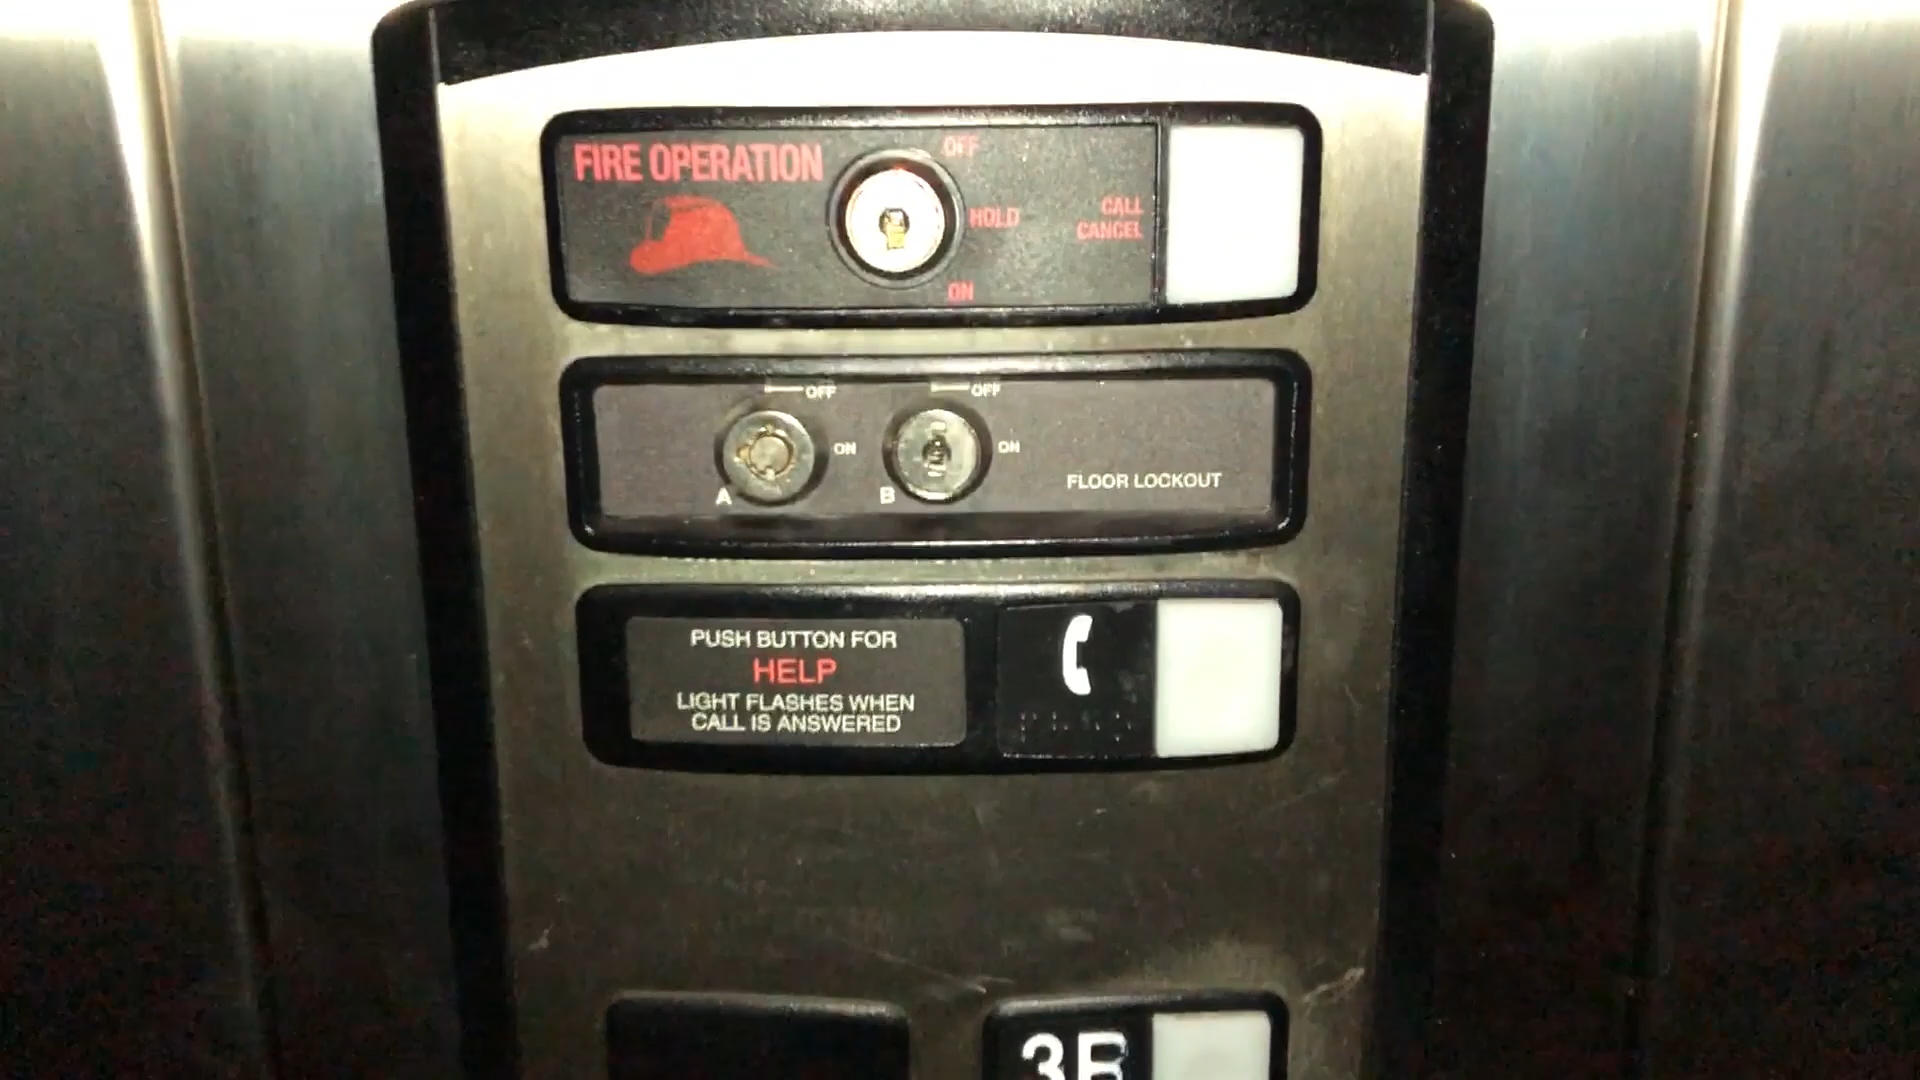 FIRE OPERATION
OFF
HOLD
ON
CALL
CANCEL
OFF
ON
A
OFF
ON
B
FLOOR LOCKOUT
PUSH BUTTON FOR
HELP
LIGHT FLASHES WHEN
CALL IS ANSWERED